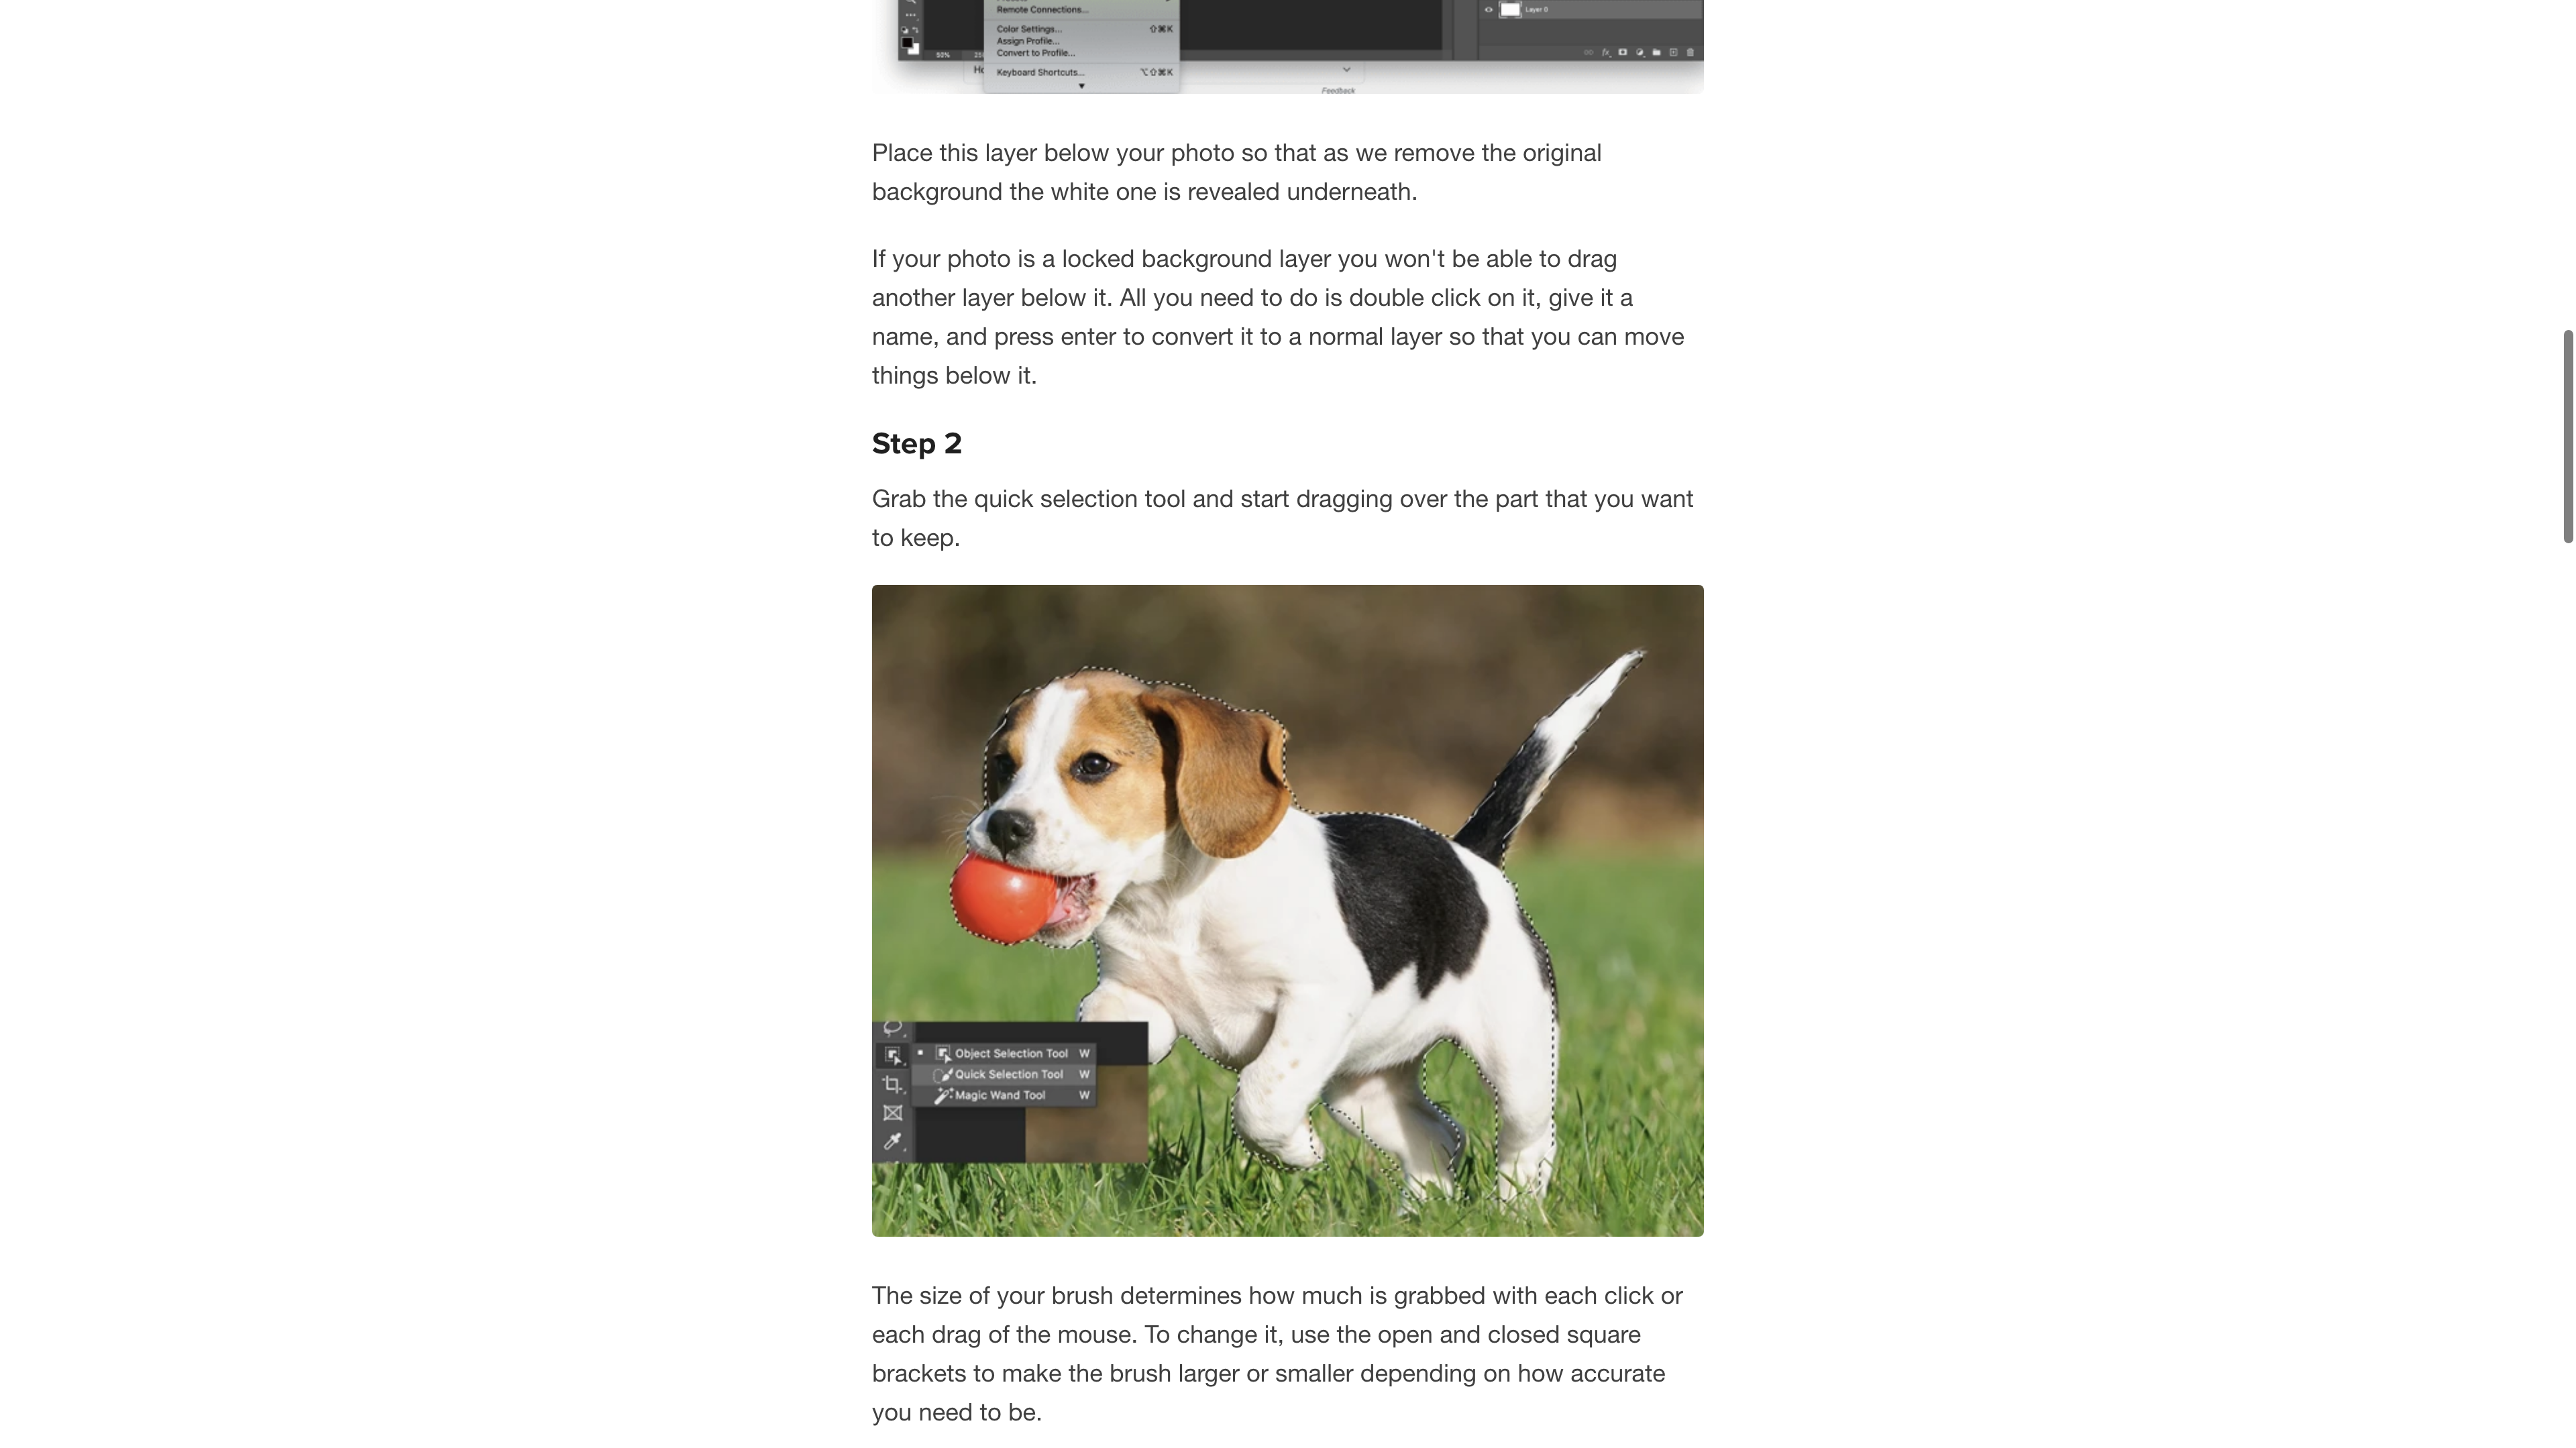 Remote Connections...
Layer 0
Color Settings... ⇧⌘K
Assign Profile...
Convert to Profile...
50%
Keyboard Shortcuts... ⌥⇧⌘K
Feedback
Place this layer below your photo so that as we remove the original
background the white one is revealed underneath.
If your photo is a locked background layer you won't be able to drag
another layer below it. All you need to do is double click on it, give it a
name, and press enter to convert it to a normal layer so that you can move
things below it.
Step 2
Grab the quick selection tool and start dragging over the part that you want
to keep.
Object Selection Tool W
Quick Selection Tool W
Magic Wand Tool W
The size of your brush determines how much is grabbed with each click or
each drag of the mouse. To change it, use the open and closed square
brackets to make the brush larger or smaller depending on how accurate
you need to be.